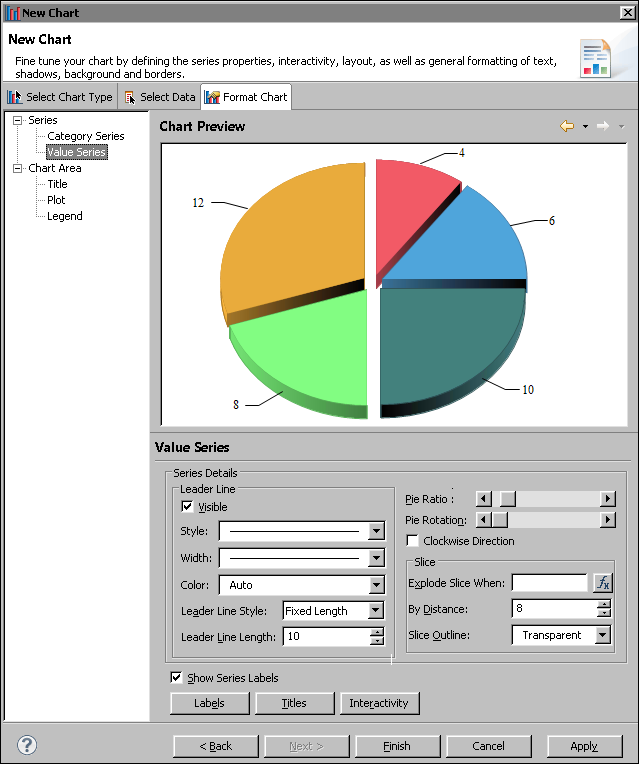 New Chart
New Chart
Fine tune your chart by defining the series properties, interactivity, layout, as well as general formatting of text,
shadows, background and borders.
Select Chart Type
Select Data
Format Chart
Series
Category Series
Value Series
Chart Area
Title
Plot
Legend
Chart Preview
4
12
6
8
10
Value Series
Series Details
Leader Line
Visible
Style:
Width:
Color: Auto
Leader Line Style: Fixed Length
Leader Line Length: 10
Pie Ratio :
Pie Rotation:
Clockwise Direction
Slice
Explode Slice When: fx
By Distance: 8
Slice Outline: Transparent
Show Series Labels
Labels Titles Interactivity
? < Back Next > Finish Cancel Apply